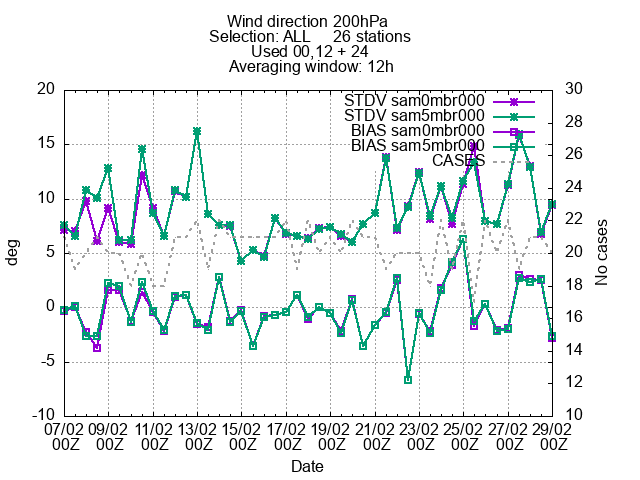 Wind direction 200hPa
Selection: ALL 26 stations
Used 00,12 + 24
Averaging window: 12h
STDV sam0mbr000
STDV sam5mbr000
BIAS sam0mbr000
BIAS sam5mbr000
CASES
20
15
10
5
0
-5
-10
deg
30
28
26
24
22
20
18
16
14
12
10
No cases
07/02 09/02 11/02 13/02 15/02 17/02 19/02 21/02 23/02 25/02 27/02 29/02
00Z 00Z 00Z 00Z 00Z 00Z 00Z 00Z 00Z 00Z 00Z 00Z
Date